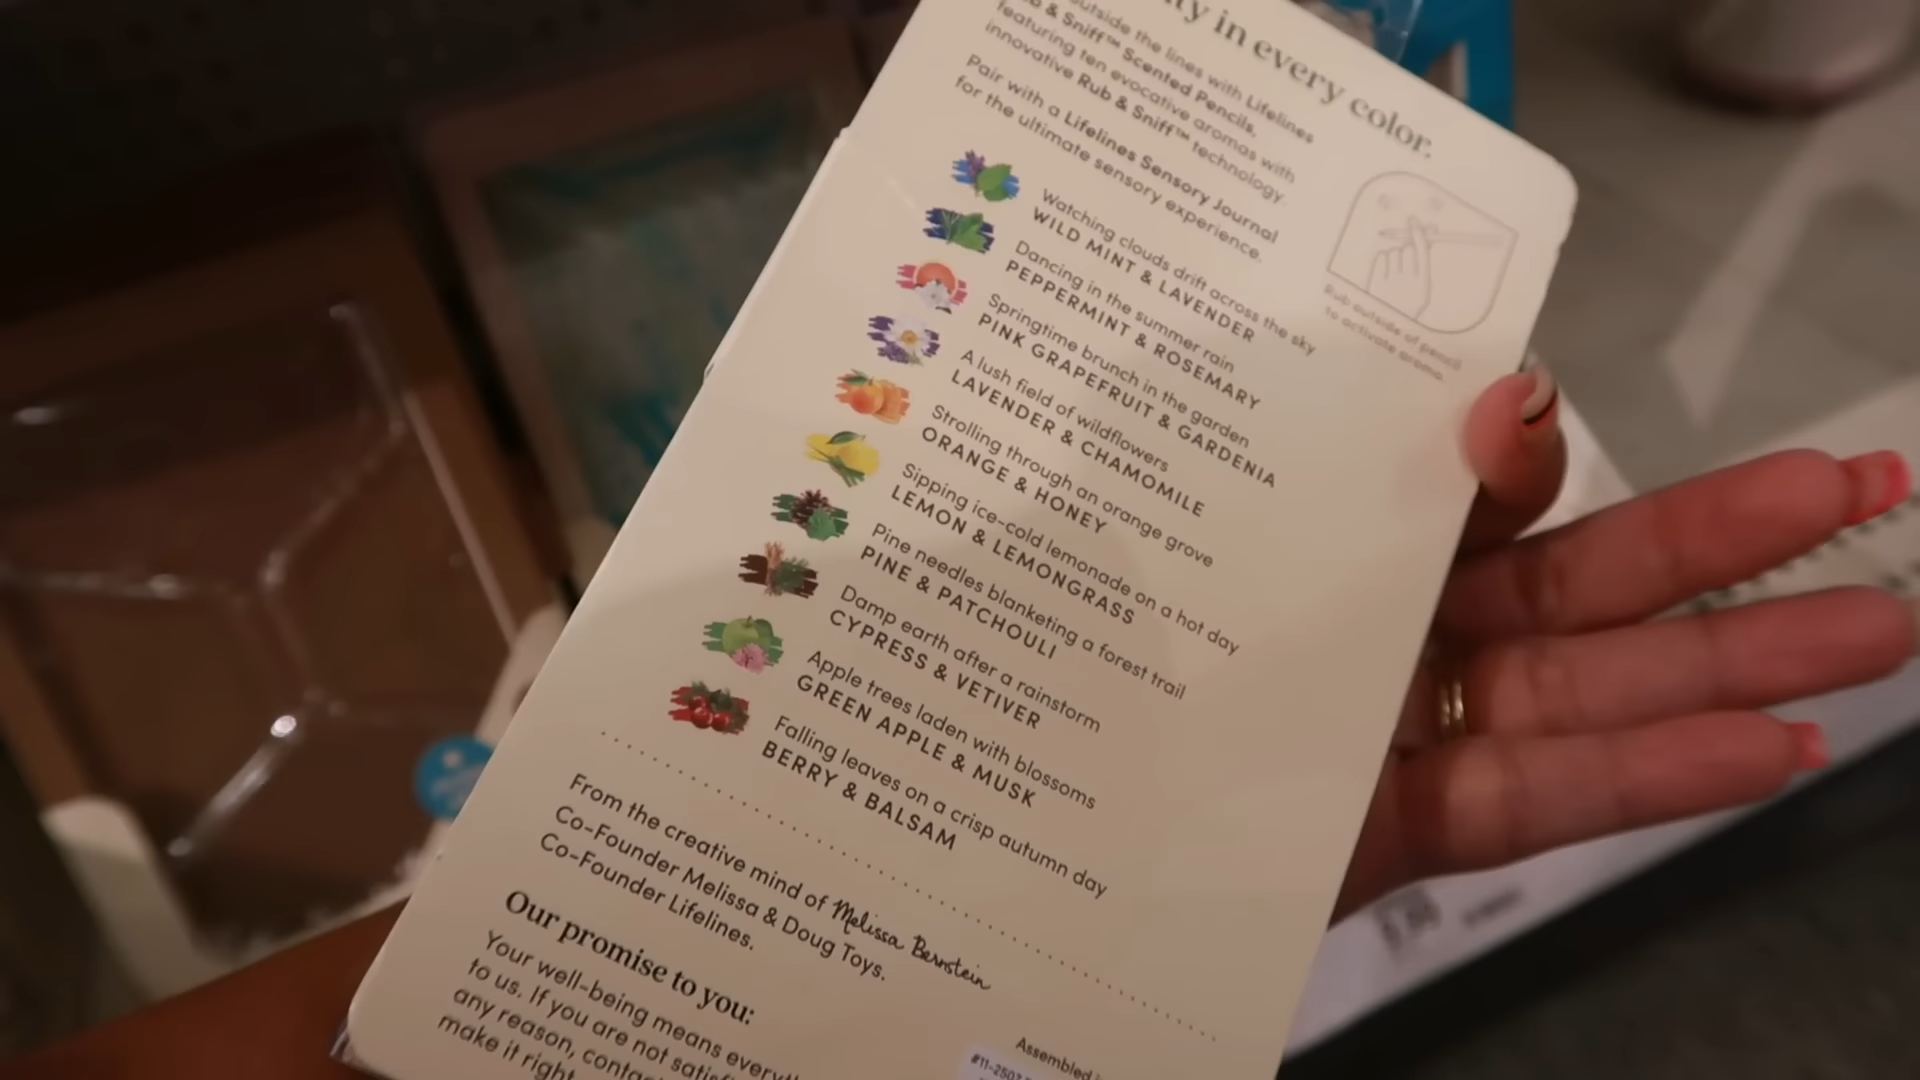 in every color.
outside the lines with Lifelines
& Sniff™ Scented Pencils,
featuring ten evocative aromas with
innovative Rub & Sniff™ technology
Pair with a Lifelines Sensory Journal
for the ultimate sensory experience.
Rub outside of pencil
to activate aroma.
Watching clouds drift across the sky
WILD MINT & LAVENDER
Dancing in the summer rain
PEPPERMINT & ROSEMARY
Springtime brunch in the garden
PINK GRAPEFRUIT & GARDENIA
A lush field of wildflowers
LAVENDER & CHAMOMILE
Strolling through an orange grove
ORANGE & HONEY
Sipping ice-cold lemonade on a hot day
LEMON & LEMONGRASS
Pine needles blanketing a forest trail
PINE & PATCHOULI
Damp earth after a rainstorm
CYPRESS & VETIVER
Apple trees laden with blossoms
GREEN APPLE & MUSK
Falling leaves on a crisp autumn day
BERRY & BALSAM
From the creative mind of Melissa Bernstein
Co-Founder Melissa & Doug Toys.
Co-Founder Lifelines.
Our promise to you:
Your well-being means
to us. If you are not
any reason,
make it right
Assembled